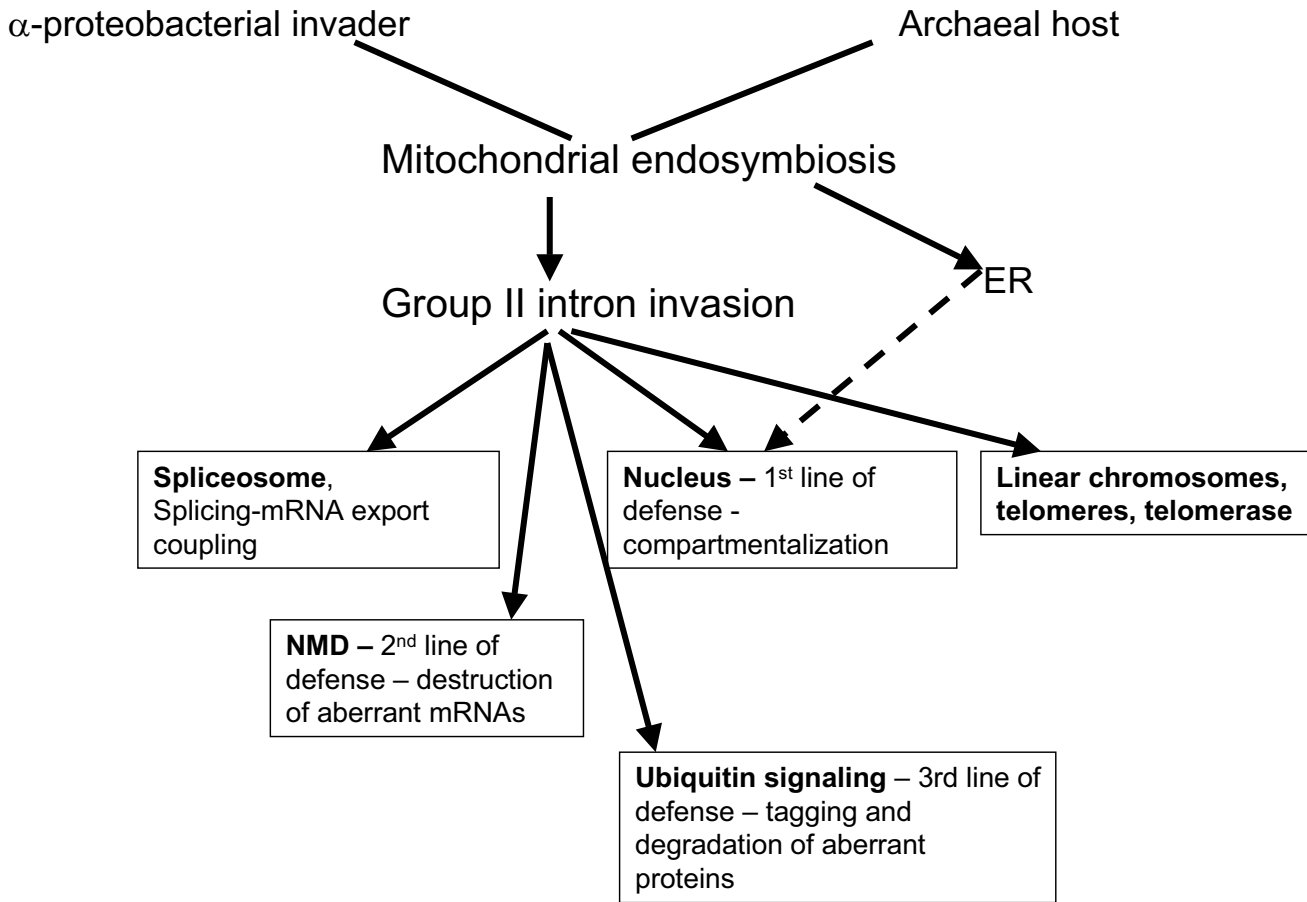 α-proteobacterial invader
Archaeal host
Mitochondrial endosymbiosis
ER
Group II intron invasion
Spliceosome,
Splicing-mRNA export
coupling
Nucleus – 1st line of
defense -
compartmentalization
Linear chromosomes,
telomeres, telomerase
NMD – 2nd line of
defense – destruction
of aberrant mRNAs
Ubiquitin signaling – 3rd line of
defense – tagging and
degradation of aberrant
proteins